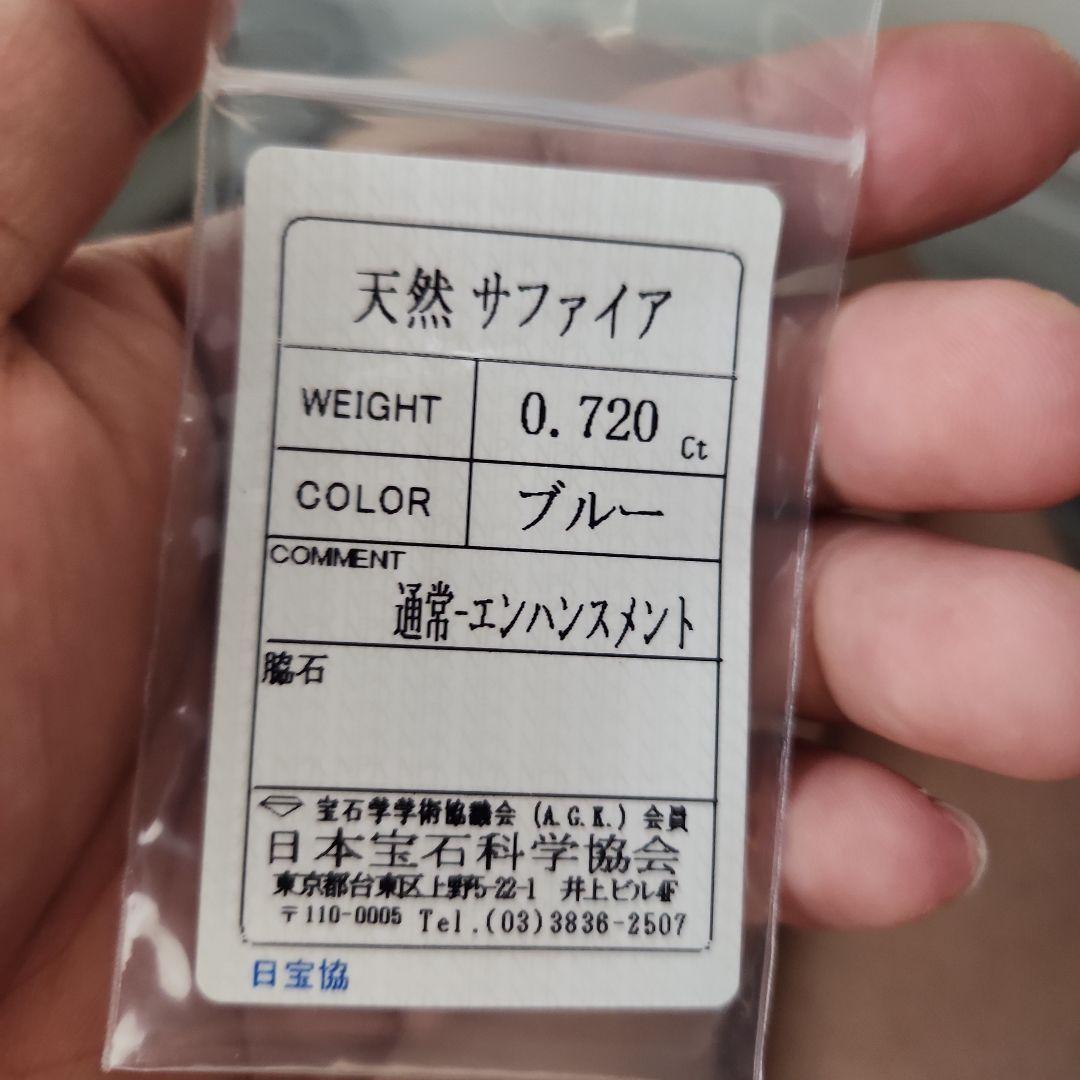 天然 サファイア
WEIGHT 0.720 Ct
COLOR ブルー
COMMENT
通常-エンハンスメント
脇石
宝石学学術協議会 (A.G.K.) 会員
日本宝石科学協会
東京都台東区上野5-22-1 井上ビル4F
〒110-0005 Tel.(03)3836-2507
日宝協